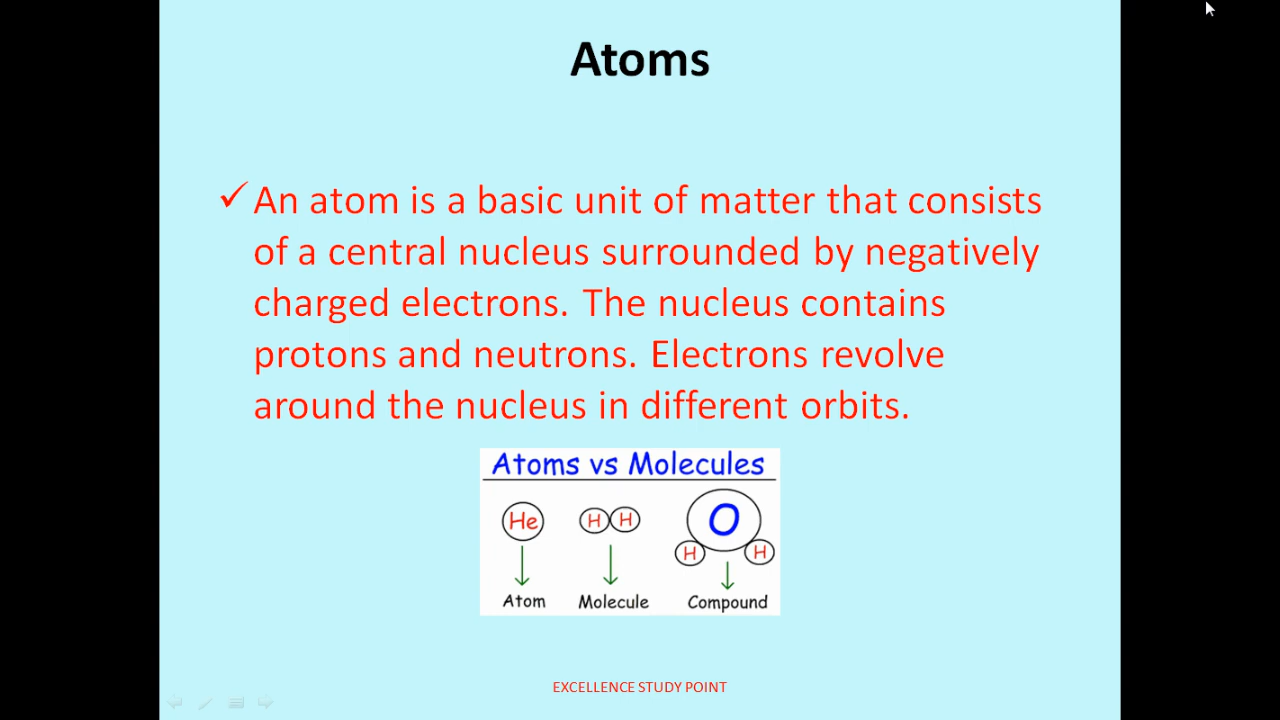 Atoms
✓ An atom is a basic unit of matter that consists
of a central nucleus surrounded by negatively
charged electrons. The nucleus contains
protons and neutrons. Electrons revolve
around the nucleus in different orbits.
Atoms vs Molecules
He H H O H H
Atom Molecule Compound
EXCELLENCE STUDY POINT